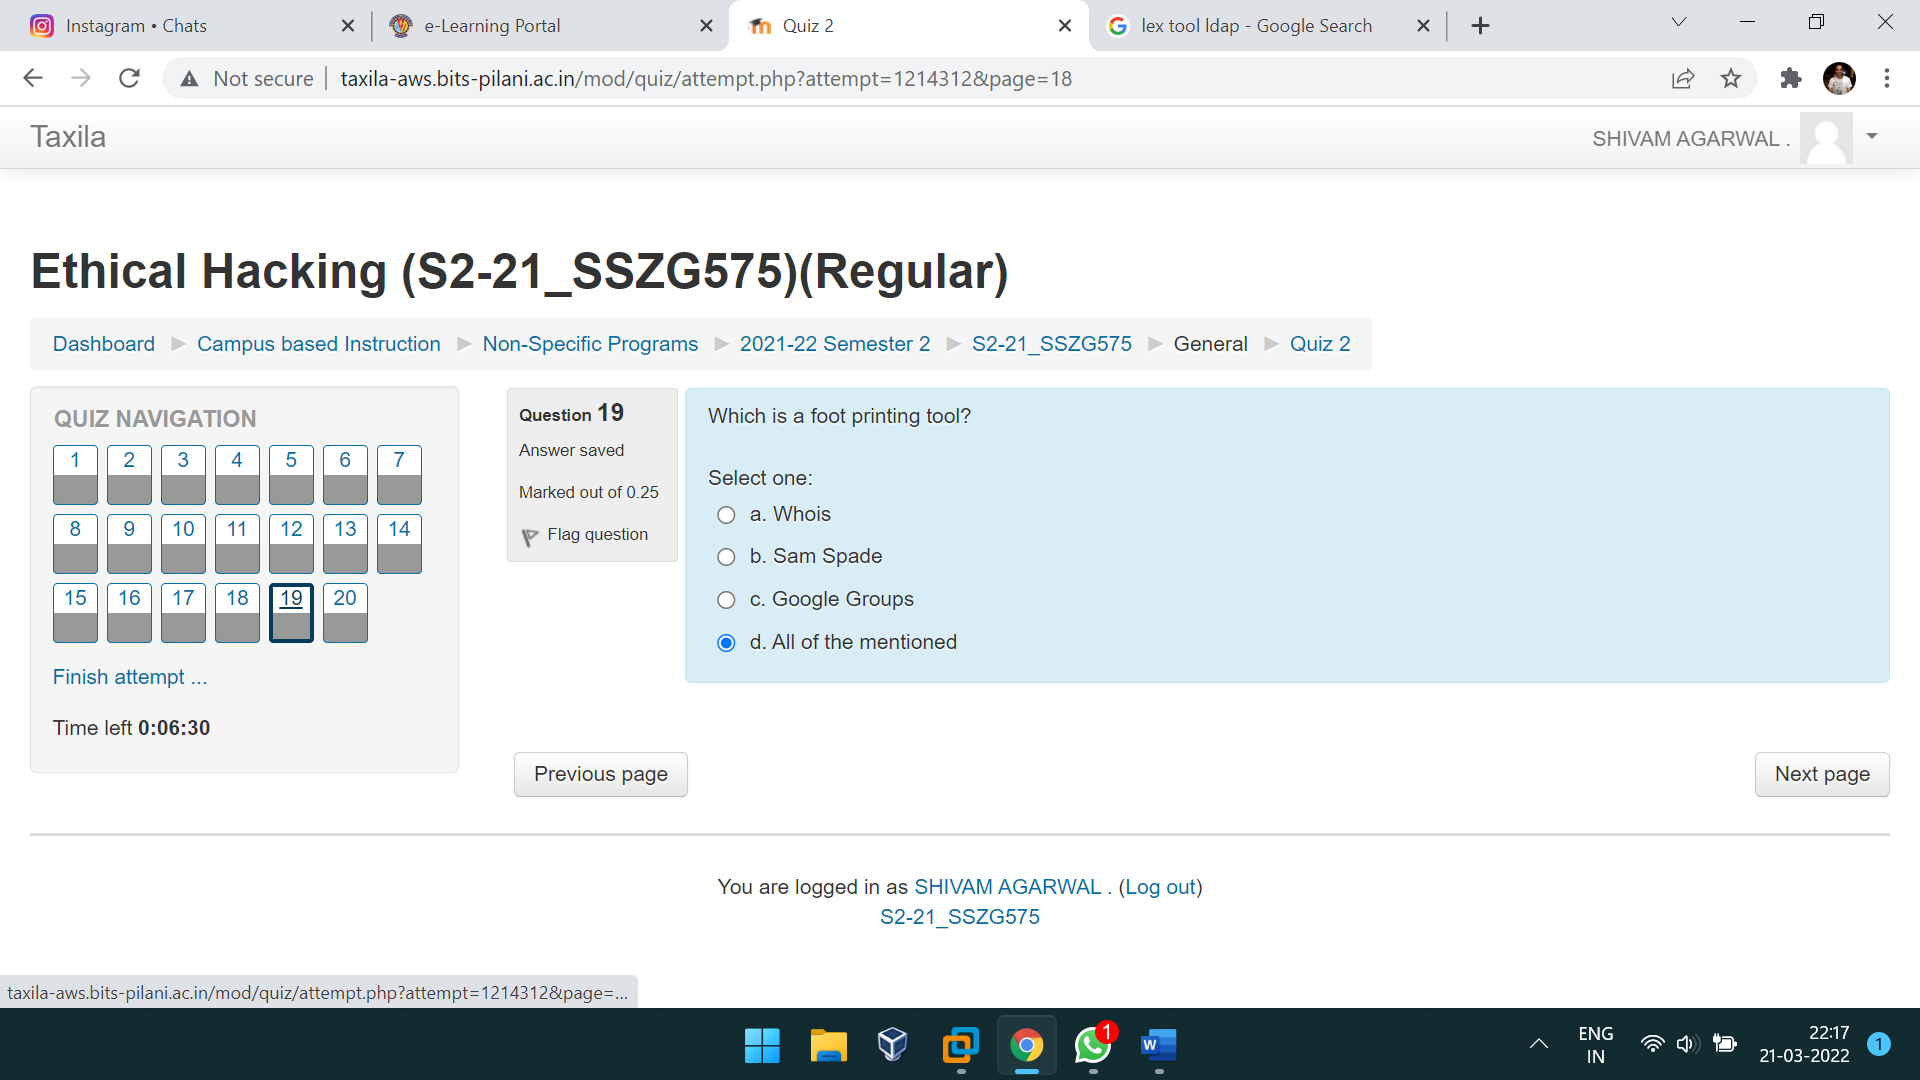 Instagram • Chats
e-Learning Portal
Quiz 2
lex tool ldap - Google Search
Not secure
taxila-aws.bits-pilani.ac.in/mod/quiz/attempt.php?attempt=1214312&page=18
Taxila
SHIVAM AGARWAL .
Ethical Hacking (S2-21_SSZG575)(Regular)
Dashboard
Campus based Instruction
Non-Specific Programs
2021-22 Semester 2
S2-21_SSZG575
General
Quiz 2
QUIZ NAVIGATION
1 2 3 4 5 6 7
8 9 10 11 12 13 14
15 16 17 18 19 20
Finish attempt ...
Time left 0:06:30
Question 19
Answer saved
Marked out of 0.25
Flag question
Which is a foot printing tool?
Select one:
a. Whois
b. Sam Spade
c. Google Groups
d. All of the mentioned
Previous page
Next page
You are logged in as SHIVAM AGARWAL . (Log out)
S2-21_SSZG575
taxila-aws.bits-pilani.ac.in/mod/quiz/attempt.php?attempt=1214312&page=...
1
W
ENG
IN
22:17
21-03-2022
1